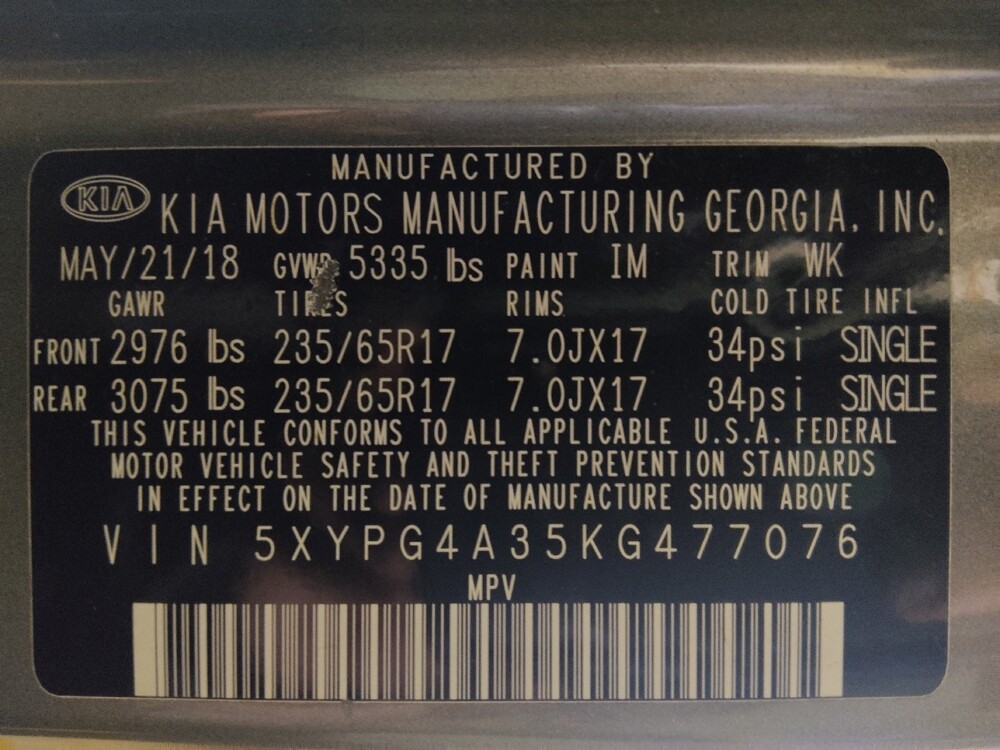 MANUFACTURED BY
KIA KIA MOTORS MANUFACTURING GEORGIA, INC.
MAY/21/18 GVWR 5335 lbs PAINT IM TRIM WK
GAWR TIRES RIMS COLD TIRE INFL
FRONT 2976 lbs 235/65R17 7.0JX17 34psi SINGLE
REAR 3075 lbs 235/65R17 7.0JX17 34psi SINGLE
THIS VEHICLE CONFORMS TO ALL APPLICABLE U.S.A. FEDERAL
MOTOR VEHICLE SAFETY AND THEFT PREVENTION STANDARDS
IN EFFECT ON THE DATE OF MANUFACTURE SHOWN ABOVE
VIN 5XYPG4A35KG477076
MPV